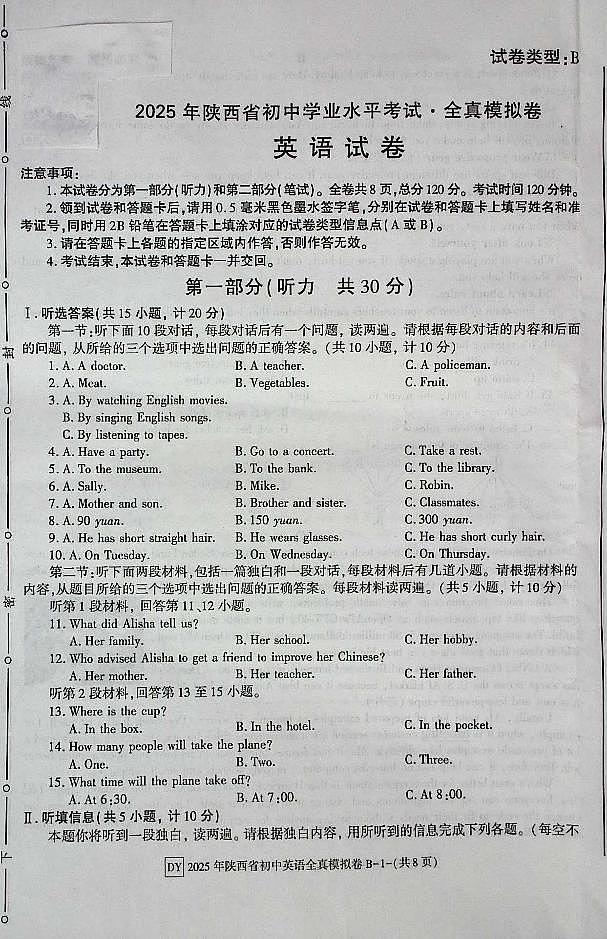 试卷类型:B
2025年陕西省初中学业水平考试·全真模拟卷
英语试卷
注意事项:
1.本试卷分为第一部分(听力)和第二部分(笔试)。全卷共8页,总分120分。考试时间120分钟。
2.领到试卷和答题卡后,请用0.5毫米黑色墨水签字笔,分别在试卷和答题卡上填写姓名和准
考证号,同时用2B铅笔在答题卡上填涂对应的试卷类型信息点(A或B)。
3.请在答题卡上各题的指定区域内作答,否则作答无效。
4.考试结束,本试卷和答题卡一并交回。
第一部分(听力 共30分)
Ⅰ.听选答案(共15小题,计20分)
第一节:听下面10段对话,每段对话后有一个问题,读两遍。请根据每段对话的内容和后面
的问题,从所给的三个选项中选出问题的正确答案。(共10小题,计10分)
1. A. A doctor. B. A teacher. C. A policeman.
2. A. Meat. B. Vegetables. C. Fruit.
3. A. By watching English movies.
B. By singing English songs.
C. By listening to tapes.
4. A. Have a party. B. Go to a concert. C. Take a rest.
5. A. To the museum. B. To the bank. C. To the library.
6. A. Sally. B. Mike. C. Robin.
7. A. Mother and son. B. Brother and sister. C. Classmates.
8. A. 90 yuan. B. 150 yuan. C. 300 yuan.
9. A. He has short straight hair. B. He wears glasses. C. He has short curly hair.
10. A. On Tuesday. B. On Wednesday. C. On Thursday.
第二节:听下面两段材料,包括一篇独白和一段对话,每段材料后有几道小题。请根据材料的
内容,从题目所给的三个选项中选出问题的正确答案。每段材料读两遍。(共5小题,计10分)
听第1段材料,回答第11、12小题。
11. What did Alisha tell us?
A. Her family. B. Her school. C. Her hobby.
12. Who advised Alisha to get a friend to improve her Chinese?
A. Her mother. B. Her teacher. C. Her father.
听第2段材料,回答第13至15小题。
13. Where is the cup?
A. In the box. B. In the hotel. C. In the pocket.
14. How many people will take the plane?
A. One. B. Two. C. Three.
15. What time will the plane take off?
A. At 6:30. B. At 7:00. C. At 8:00.
Ⅱ.听填信息(共5小题,计10分)
本题你将听到一段独白,读两遍。请根据独白内容,用所听到的信息完成下列各题。(每空不
DY 2025年陕西省初中英语全真模拟卷B-1-(共8页)
线
封
密
下